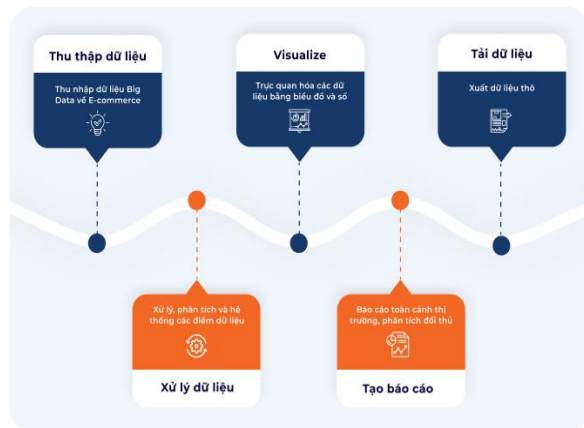 Thu thập dữ liệu
Thu nhập dữ liệu Big
Data về E-commerce
Visualize
Trực quan hóa các dữ
liệu bằng biểu đồ và số
Tải dữ liệu
Xuất dữ liệu thô
Xử lý, phân tích và hệ
thống các điểm dữ liệu
Xử lý dữ liệu
Báo cáo toàn cảnh thị
trường, phân tích đối thủ
Tạo báo cáo